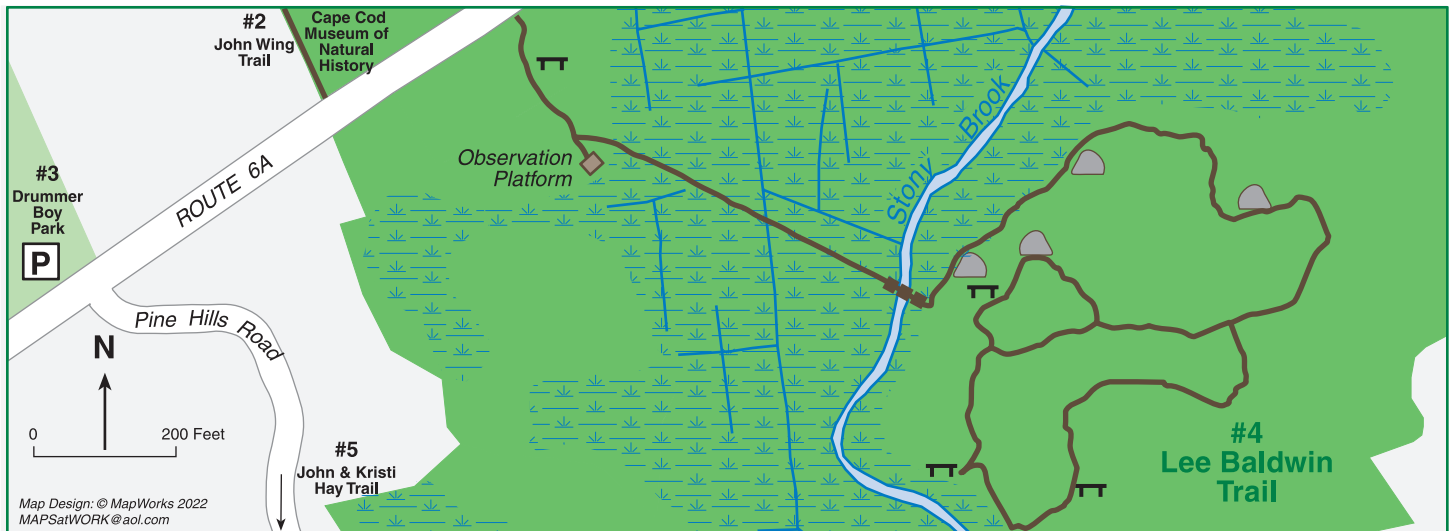 #2
John Wing
Trail
Cape Cod
Museum of
Natural
History
#3
Drummer
Boy
Park
P
ROUTE 6A
Observation
Platform
Stony Brook
Pine Hills Road
N
0 200 Feet
#5
John & Kristi
Hay Trail
#4
Lee Baldwin
Trail
Map Design: © MapWorks 2022
MAPSatWORK@aol.com